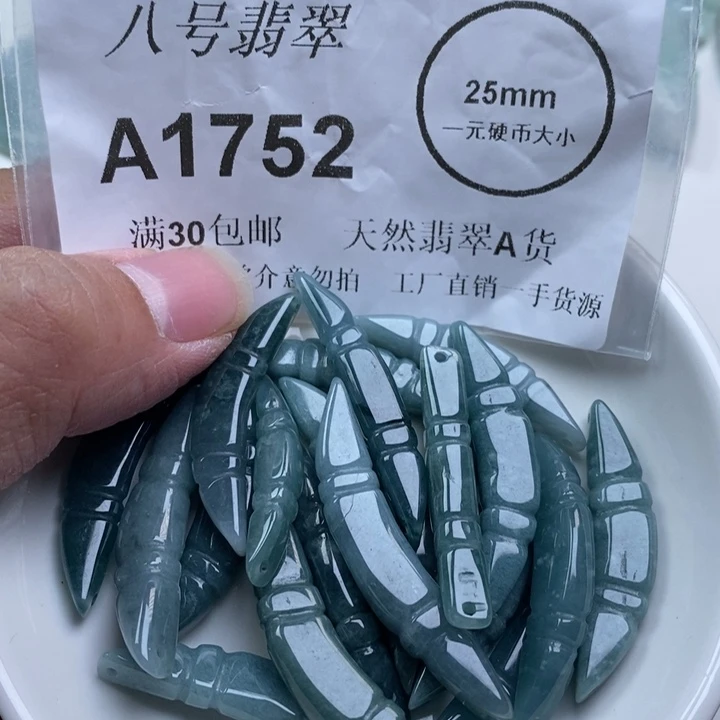 八号翡翠
25mm
一元硬币大小
A1752
满30包邮 天然翡翠A货
介意勿拍 工厂直销一手货源